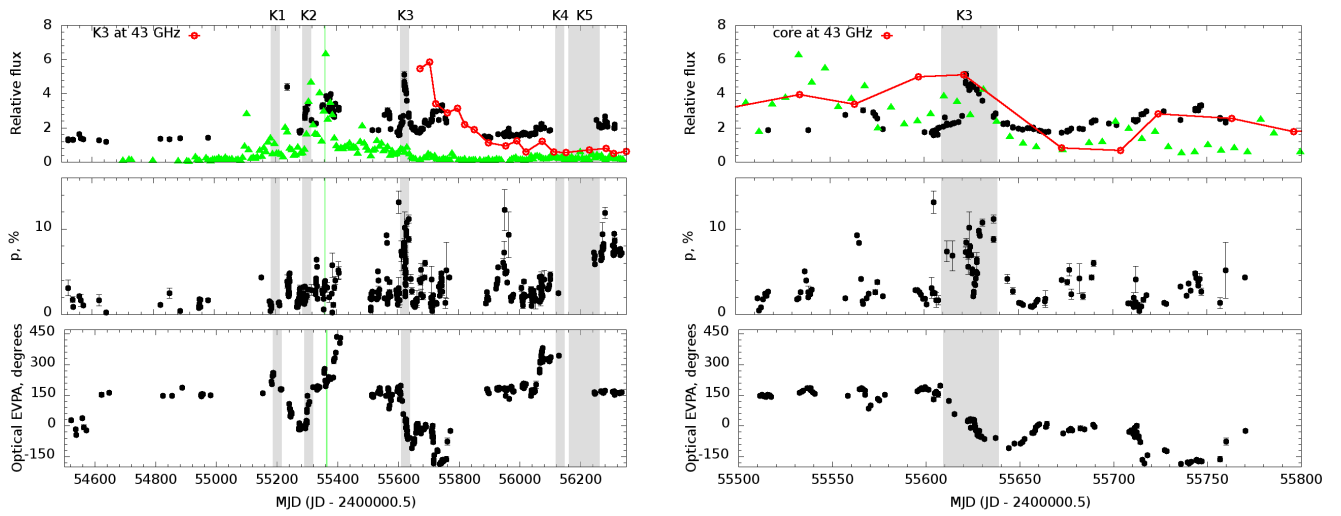 K1 K2 K3 K4 K5
K3 at 43 GHz
Relative flux
8
6
4
2
0
p, %
10
0
Optical EVPA, degrees
450
300
150
0
-150
54600 54800 55000 55200 55400 55600 55800 56000 56200
MJD (JD - 2400000.5)
K3
core at 43 GHz
Relative flux
8
6
4
2
0
p, %
10
0
Optical EVPA, degrees
450
300
150
0
-150
55500 55550 55600 55650 55700 55750 55800
MJD (JD - 2400000.5)